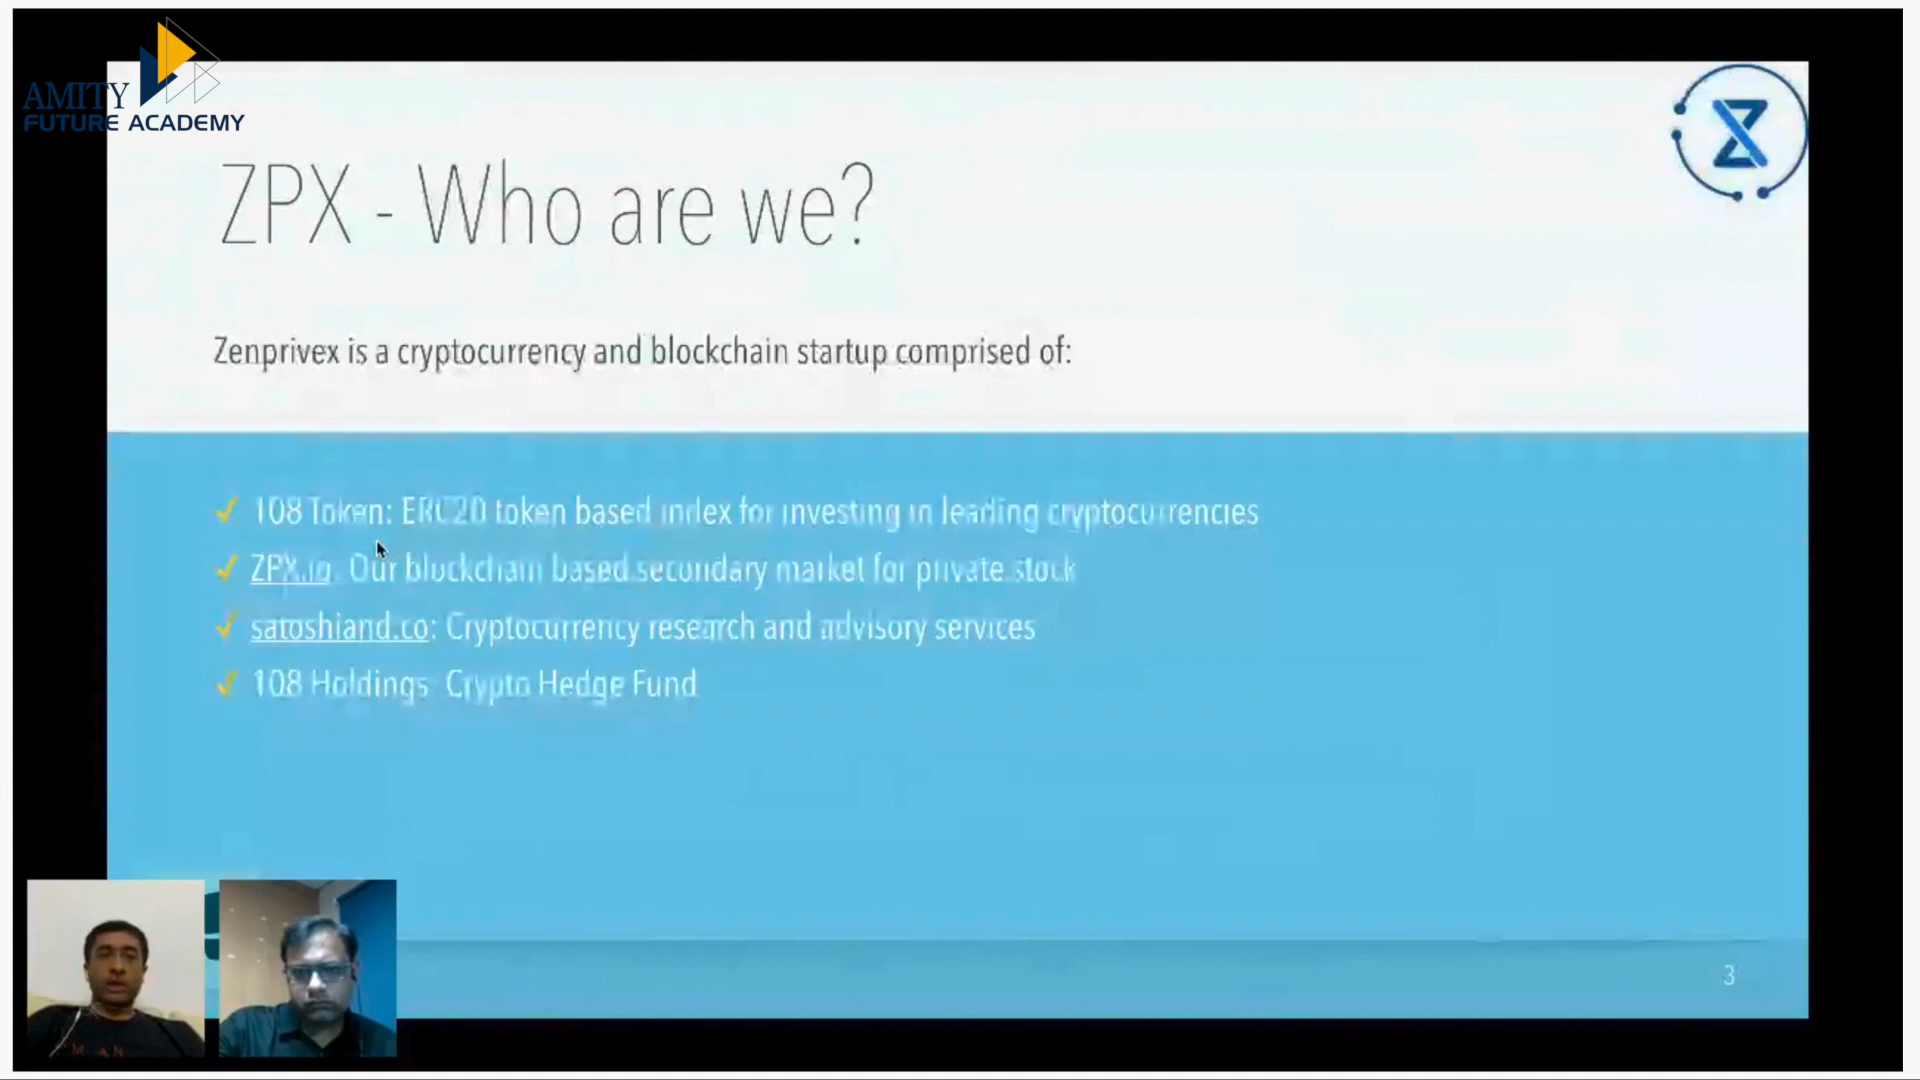 AMITY
FUTURE ACADEMY
ZPX - Who are we?
Zenprivex is a cryptocurrency and blockchain startup comprised of:
✓ 108 Token: ERC20 token based index for investing in leading cryptocurrencies
✓ ZPX.io: Our blockchain based secondary market for private stock
✓ satoshiand.co: Cryptocurrency research and advisory services
✓ 108 Holdings: Crypto Hedge Fund
3